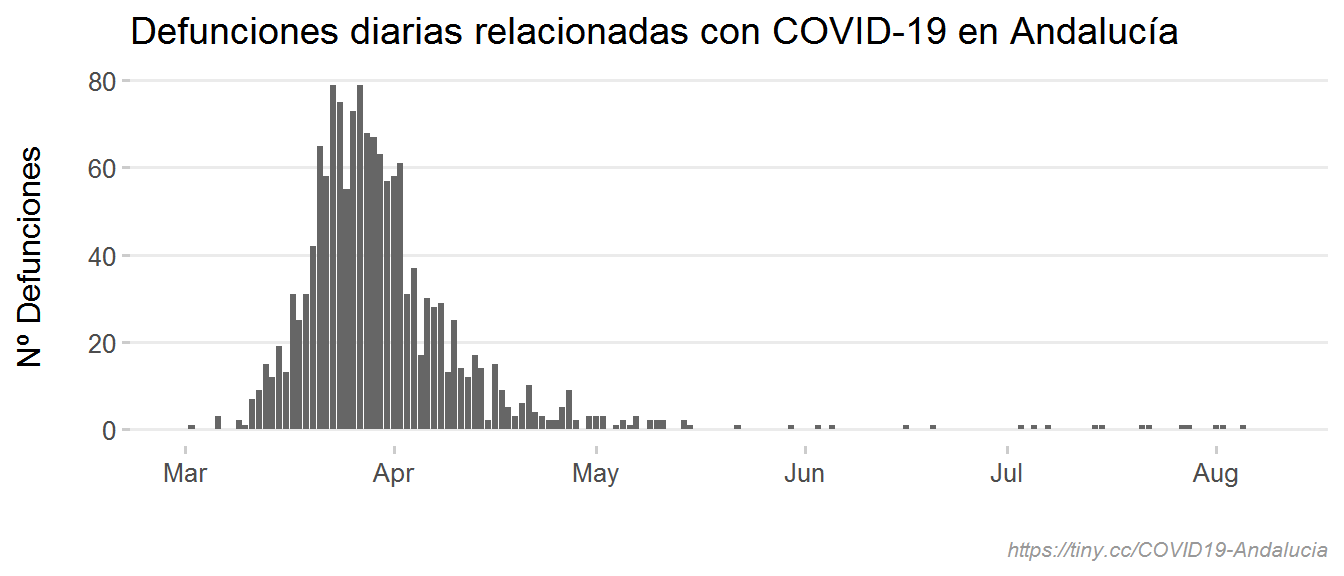 Defunciones diarias relacionadas con COVID-19 en Andalucía
Nº Defunciones
80
60
40
20
0
Mar Apr May Jun Jul Aug
https://tiny.cc/COVID19-Andalucia